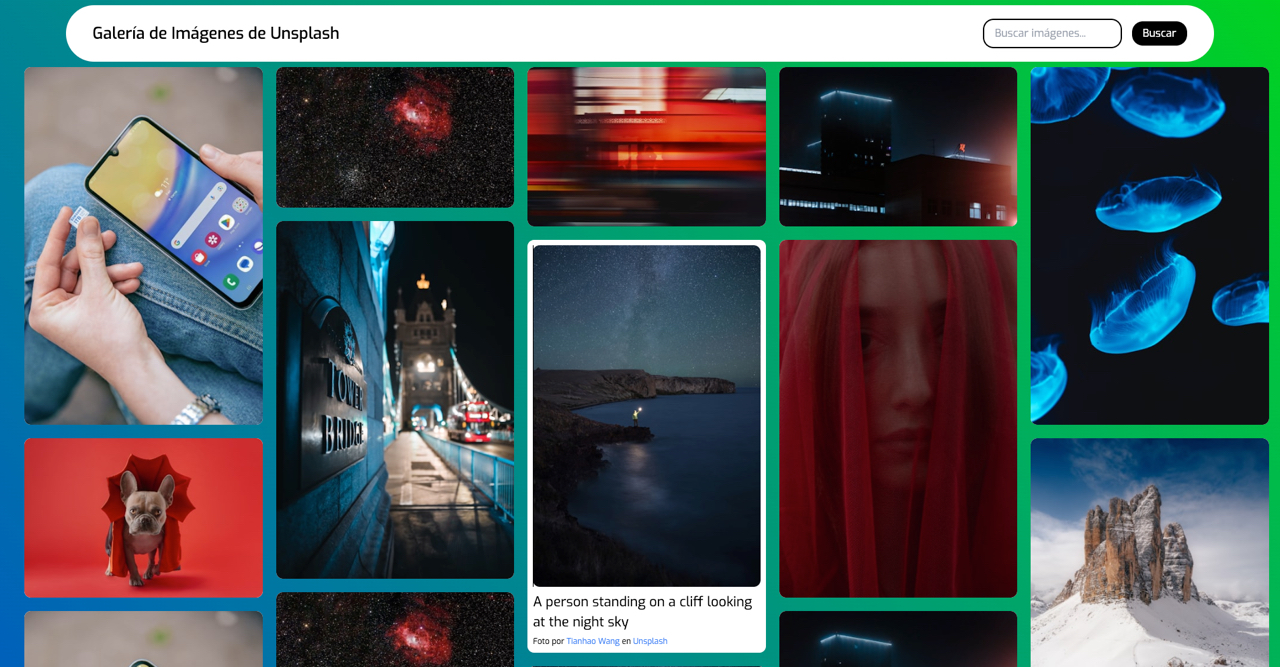 Galería de Imágenes de Unsplash
Buscar imágenes...
Buscar
TOWER
BRIDGE
A person standing on a cliff looking
at the night sky
Foto por Tianhao Wang en Unsplash